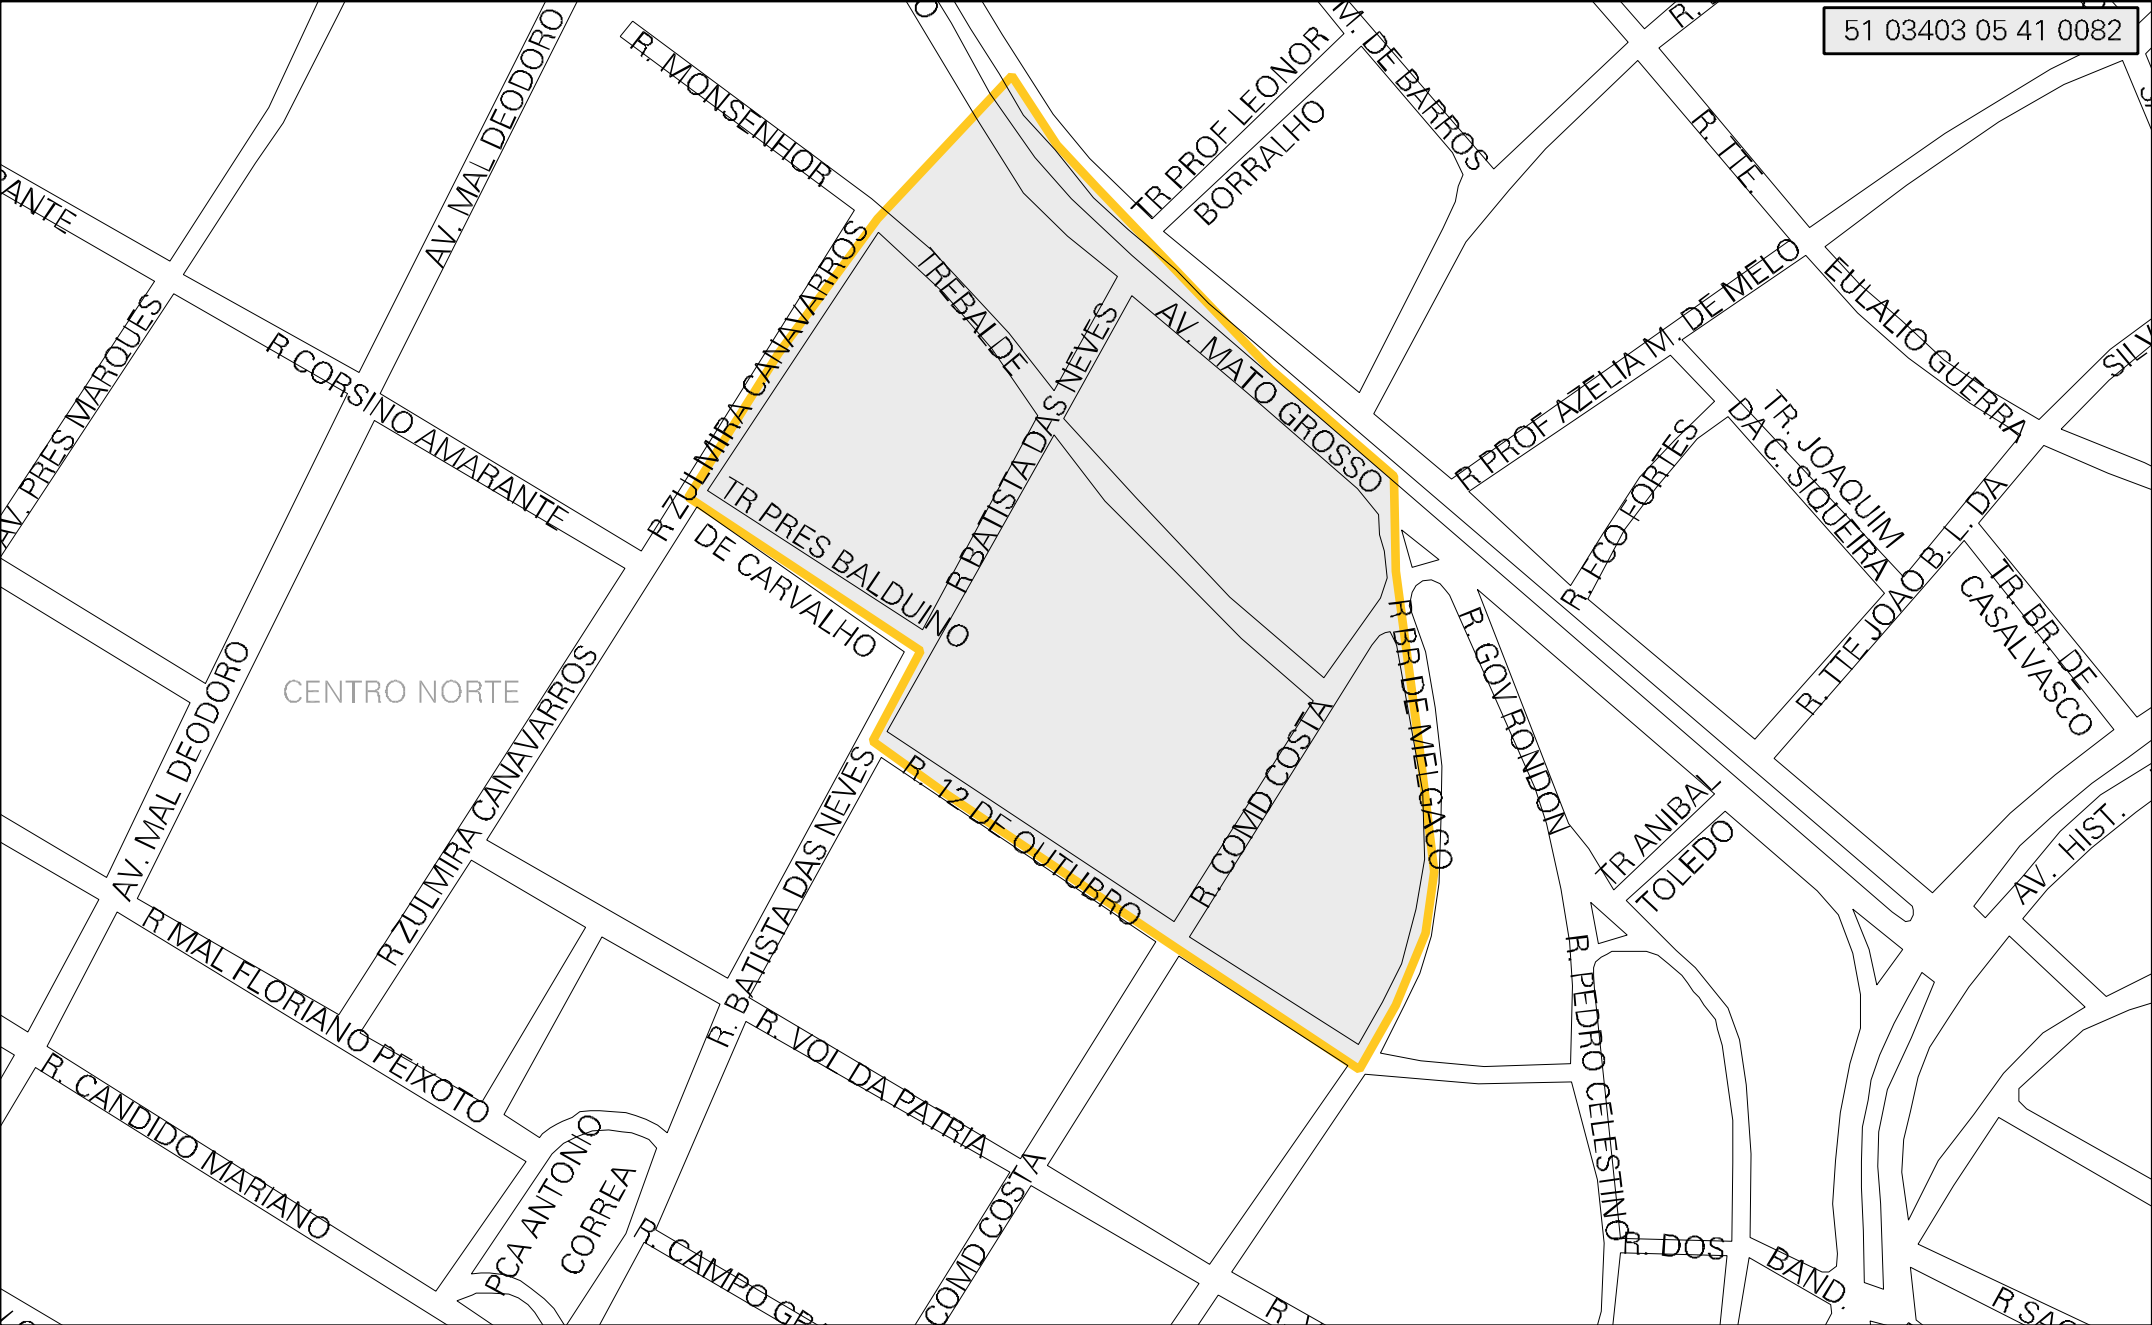 51 03403 05 41 0082
AV. MAL DEODORO
R. MONSENHOR
TREBALDE
M. DE BARROS
TR PROF LEONOR
BORRALHO
R. TTE.
EULALIO GUERRA
R PROF AZELIA M. DE MELO
AV. PRES MARQUES
R CORSINO AMARANTE
R ZULMIRA CANAVARROS
R BATISTA DAS NEVES
AV. MATO GROSSO
TR PRES BALDUINO
DE CARVALHO
R. FCO FORTES
TR. JOAQUIM
DA C. SIQUEIRA
R. TTE JOAO B. L. DA
TR. BR. DE
CASALVASCO
CENTRO NORTE
AV. MAL DEODORO
R ZULMIRA CANAVARROS
R. BATISTA DAS NEVES
R. 12 DE OUTUBRO
R. COMD COSTA
R BR DE MELGACO
R. GOV RONDON
TR ANIBAL
TOLEDO
AV. HIST.
R MAL FLORIANO PEIXOTO
R. VOL DA PATRIA
R. PEDRO CELESTINO
R. CANDIDO MARIANO
PCA ANTONIO
CORREA
COMD COSTA
R. DOS
BAND.